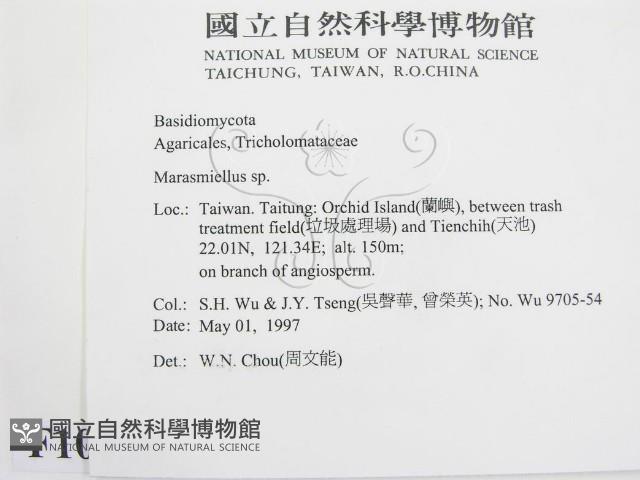 國立自然科學博物館
NATIONAL MUSEUM OF NATURAL SCIENCE
TAICHUNG, TAIWAN, R.O.CHINA
Basidiomycota
Agaricales, Tricholomataceae
Marasmiellus sp.
Loc.: Taiwan. Taitung: Orchid Island(蘭嶼), between trash
treatment field(垃圾處理場) and Tienchih(天池)
22.01N, 121.34E; alt. 150m;
on branch of angiosperm.
Col.: S.H. Wu & J.Y. Tseng(吳聲華, 曾榮英); No. Wu 9705-54
Date: May 01, 1997
Det.: W.N. Chou(周文能)
國立自然科學博物館
NATIONAL MUSEUM OF NATURAL SCIENCE